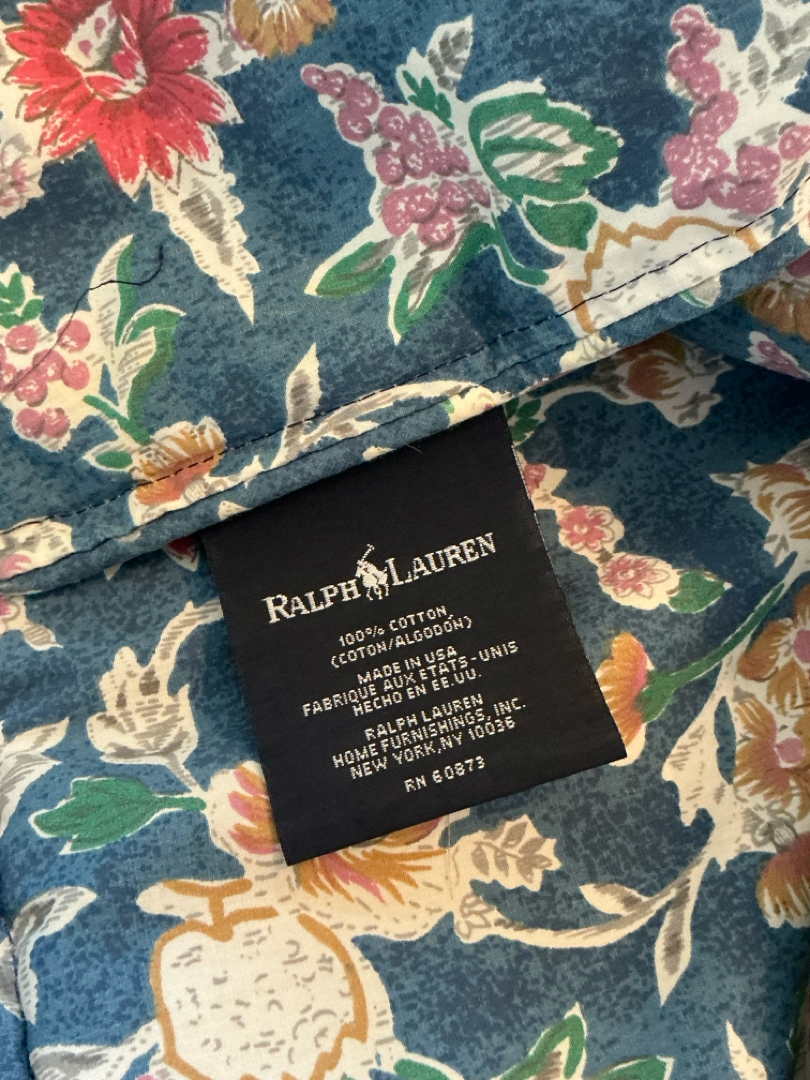 RALPH LAUREN
100% COTTON,
(COTON/ALGODÓN)
MADE IN USA
FABRIQUE AUX ETATS-UNIS
HECHO EN EE.UU.
RALPH LAUREN
HOME FURNISHINGS, INC.
NEW YORK,NY 10036
RN 60873